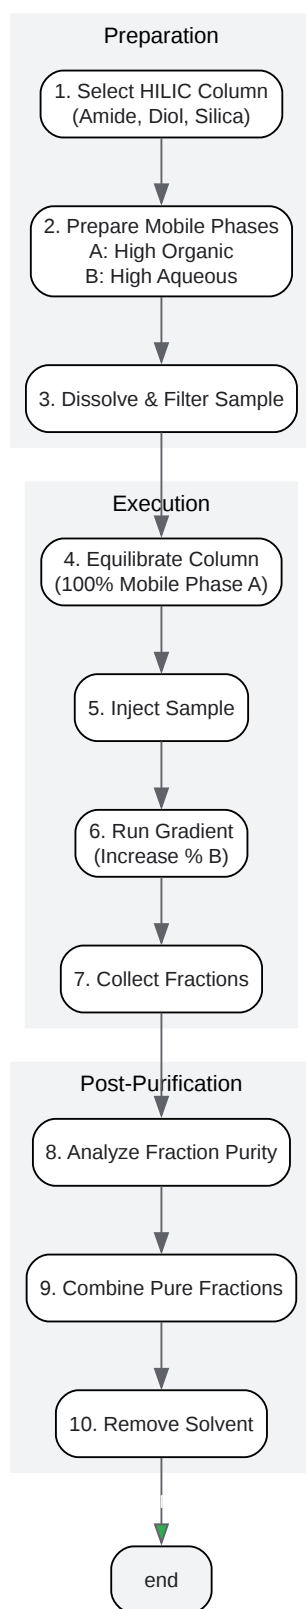 Preparation
1. Select HILIC Column
(Amide, Diol, Silica)
2. Prepare Mobile Phases
A: High Organic
B: High Aqueous
3. Dissolve & Filter Sample
Execution
4. Equilibrate Column
(100% Mobile Phase A)
5. Inject Sample
6. Run Gradient
(Increase % B)
7. Collect Fractions
Post-Purification
8. Analyze Fraction Purity
9. Combine Pure Fractions
10. Remove Solvent
end